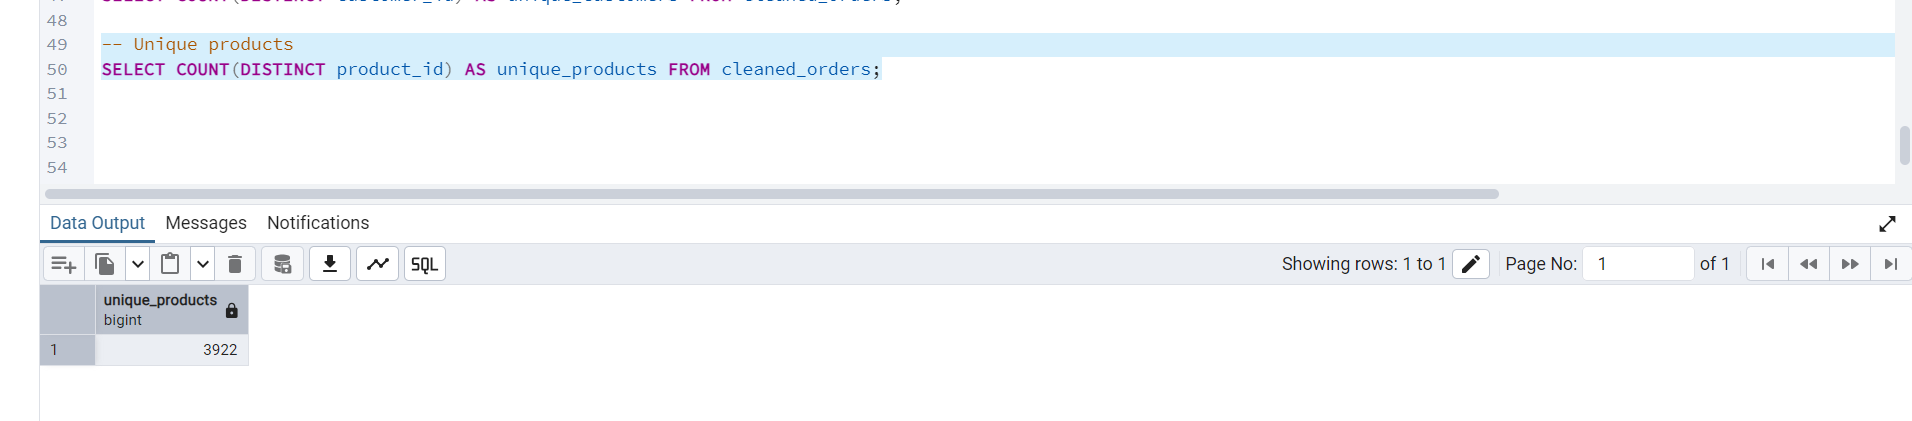 48
49 -- Unique products
50 SELECT COUNT(DISTINCT product_id) AS unique_products FROM cleaned_orders;
51
52
53
54
Data Output Messages Notifications
SQL Showing rows: 1 to 1 Page No: 1 of 1
unique_products
bigint
1 3922